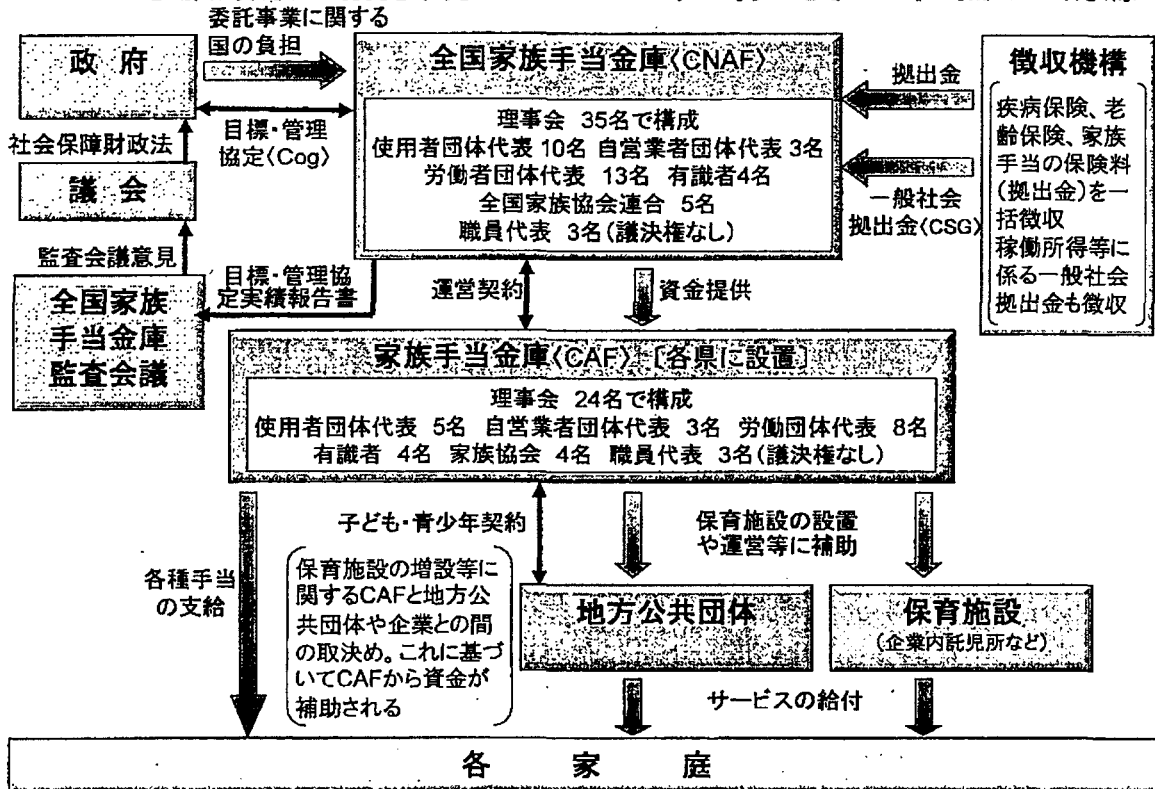 委託事業に関する
国の負担
政 府
全国家族手当金庫〈CNAF〉
徴収機構
拠出金
理事会 35名で構成
使用者団体代表 10名 自営業者団体代表 3名
労働者団体代表 13名 有識者4名
全国家族協会連合 5名
職員代表 3名(議決権なし)
疾病保険、老
齢保険、家族
手当の保険料
(拠出金)を一
括徴収
稼働所得等に
係る一般社会
拠出金も徴収
目標・管理
協定〈Cog〉
社会保障財政法
議 会
一般社会
拠出金〈CSG〉
監査会議意見
目標・管理協
定実績報告書
運営契約
資金提供
全国家族
手当金庫
監査会議
家族手当金庫〈CAF〉 [各県に設置]
理事会 24名で構成
使用者団体代表 5名 自営業者団体代表 3名 労働団体代表 8名
有識者 4名 家族協会 4名 職員代表 3名(議決権なし)
子ども・青少年契約
保育施設の設置
や運営等に補助
各種手当
の支給
保育施設の増設等に
関するCAFと地方公
共団体や企業との間
の取決め。これに基づ
いてCAFから資金が
補助される
地方公共団体
保育施設
(企業内託児所など)
サービスの給付
各 家 庭